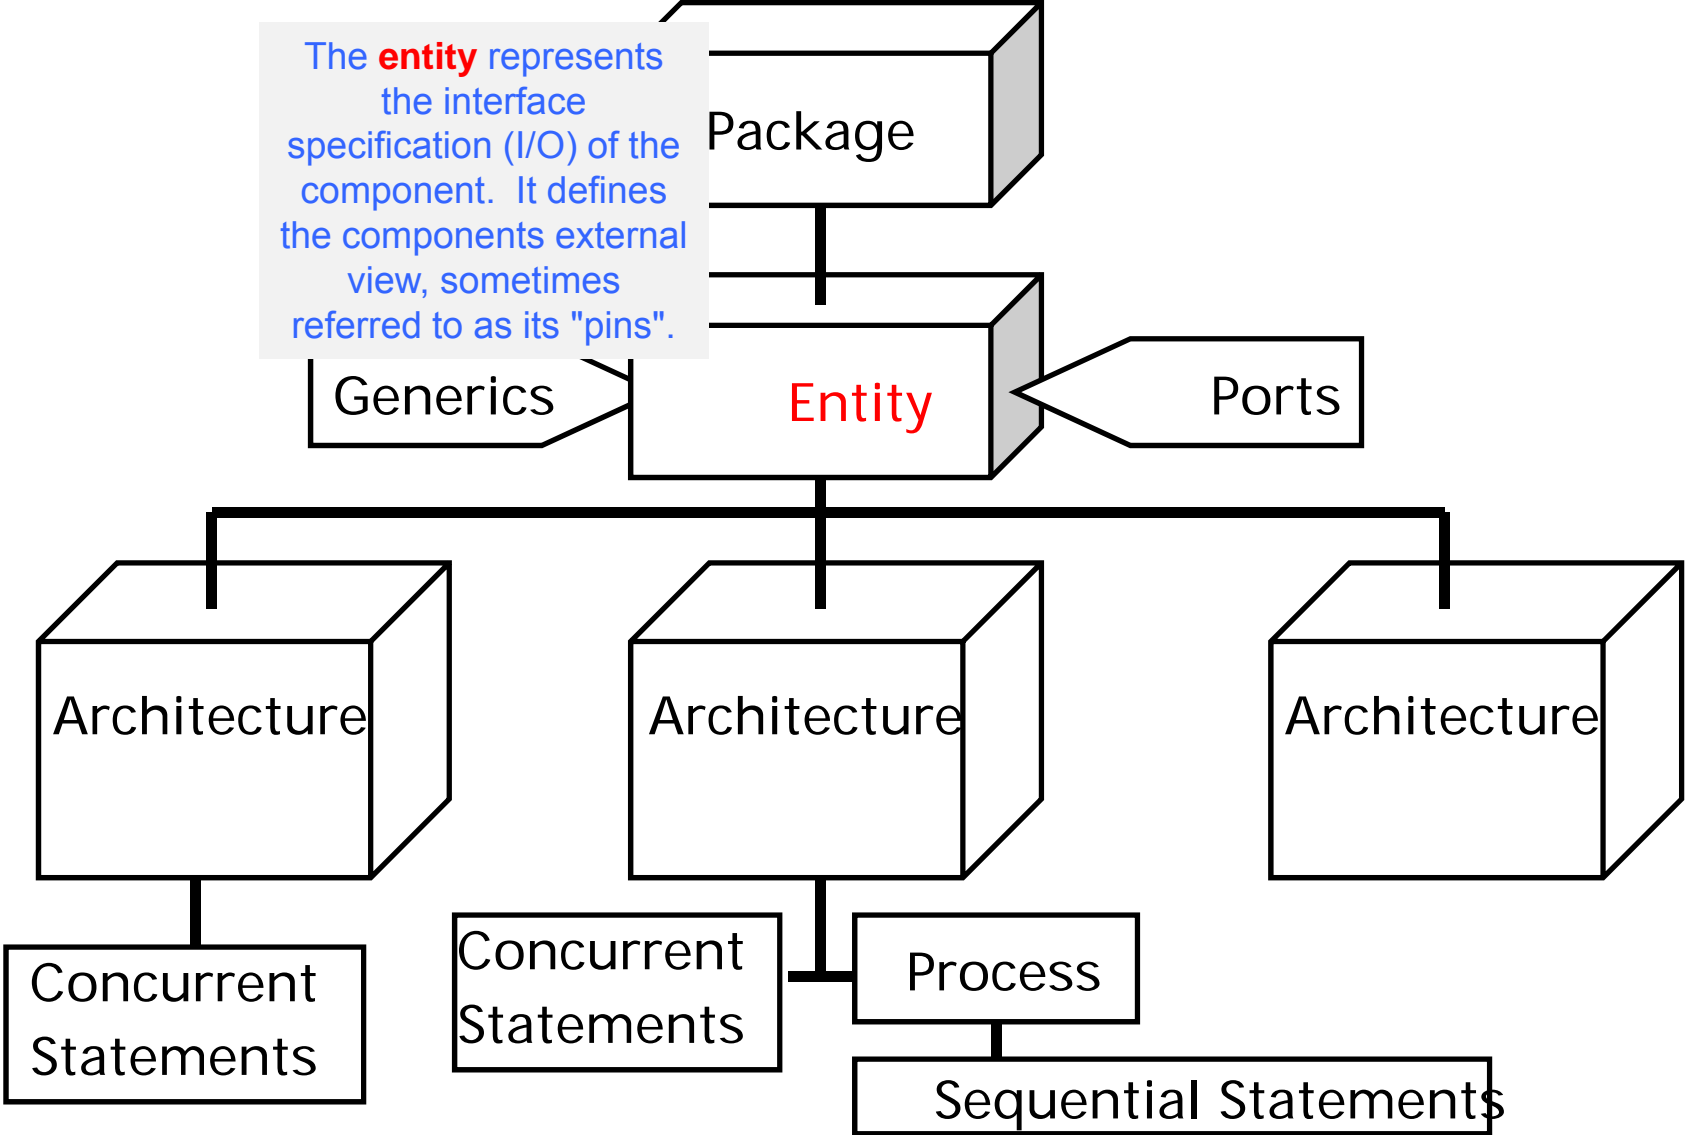 The entity represents
the interface
specification (I/O) of the
component.  It defines
the components external
view, sometimes
referred to as its "pins".
Package
Generics
Entity
Ports
Architecture
Architecture
Architecture
Concurrent
Statements
Concurrent
Statements
Process
Sequential Statements